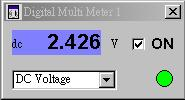 Digital Multi Meter 1
dc 2.426 V ON
DC Voltage